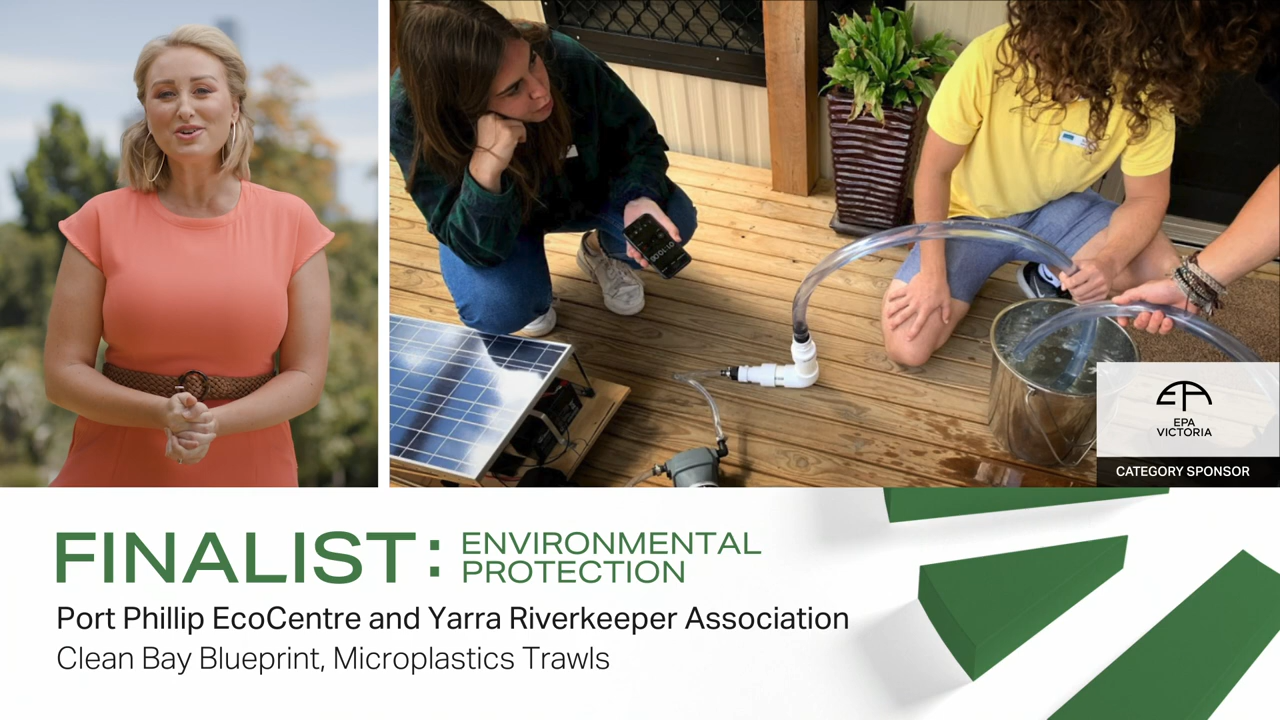 EPA
VICTORIA
CATEGORY SPONSOR
FINALIST:
ENVIRONMENTAL
PROTECTION
Port Phillip EcoCentre and Yarra Riverkeeper Association
Clean Bay Blueprint, Microplastics Trawls